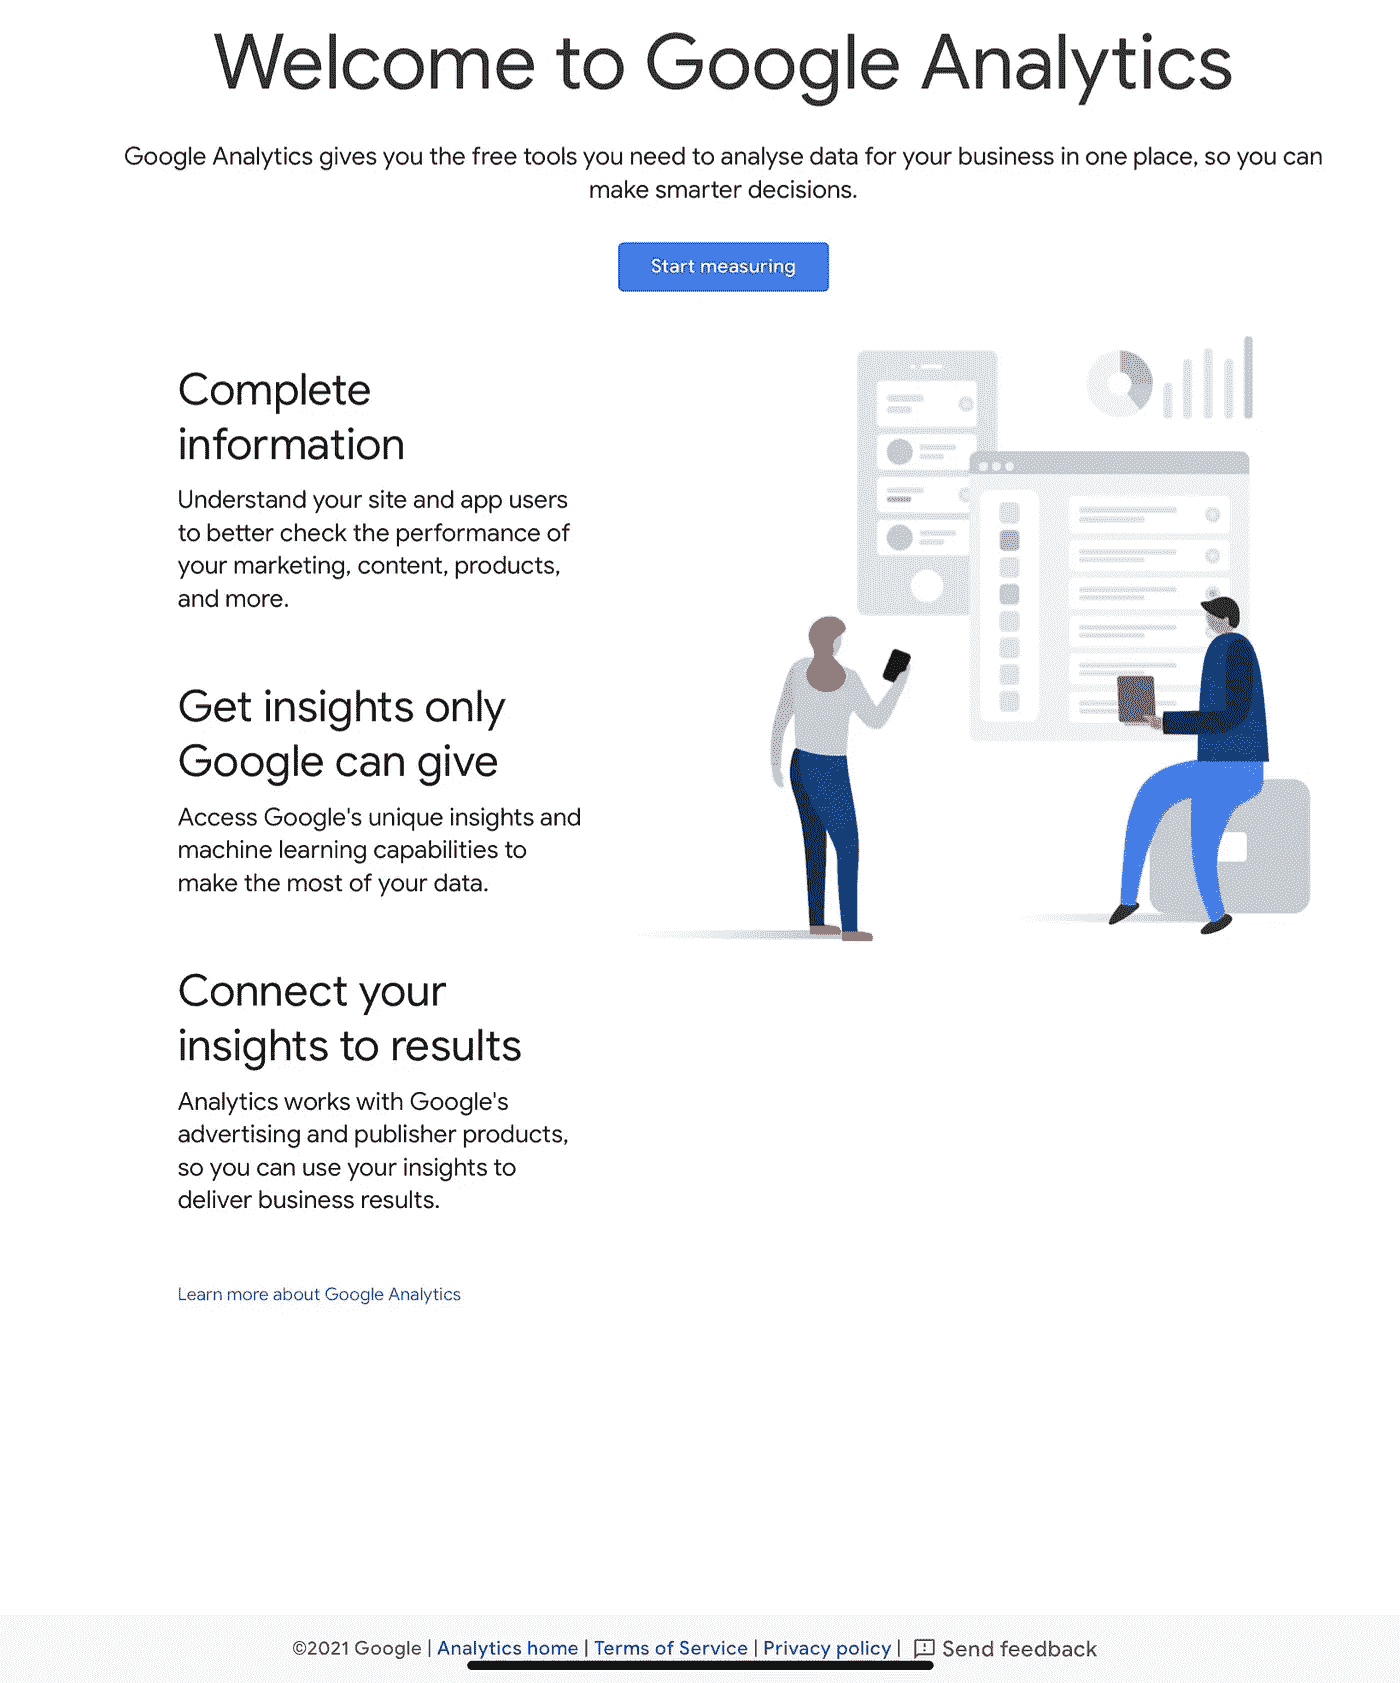 Welcome to Google Analytics
Google Analytics gives you the free tools you need to analyse data for your business in one place, so you can
make smarter decisions.
Start measuring
Complete
information
Understand your site and app users
to better check the performance of
your marketing, content, products,
and more.
Get insights only
Google can give
Access Google's unique insights and
machine learning capabilities to
make the most of your data.
Connect your
insights to results
Analytics works with Google's
advertising and publisher products,
so you can use your insights to
deliver business results.
Learn more about Google Analytics
©2021 Google | Analytics home | Terms of Service | Privacy policy | Send feedback